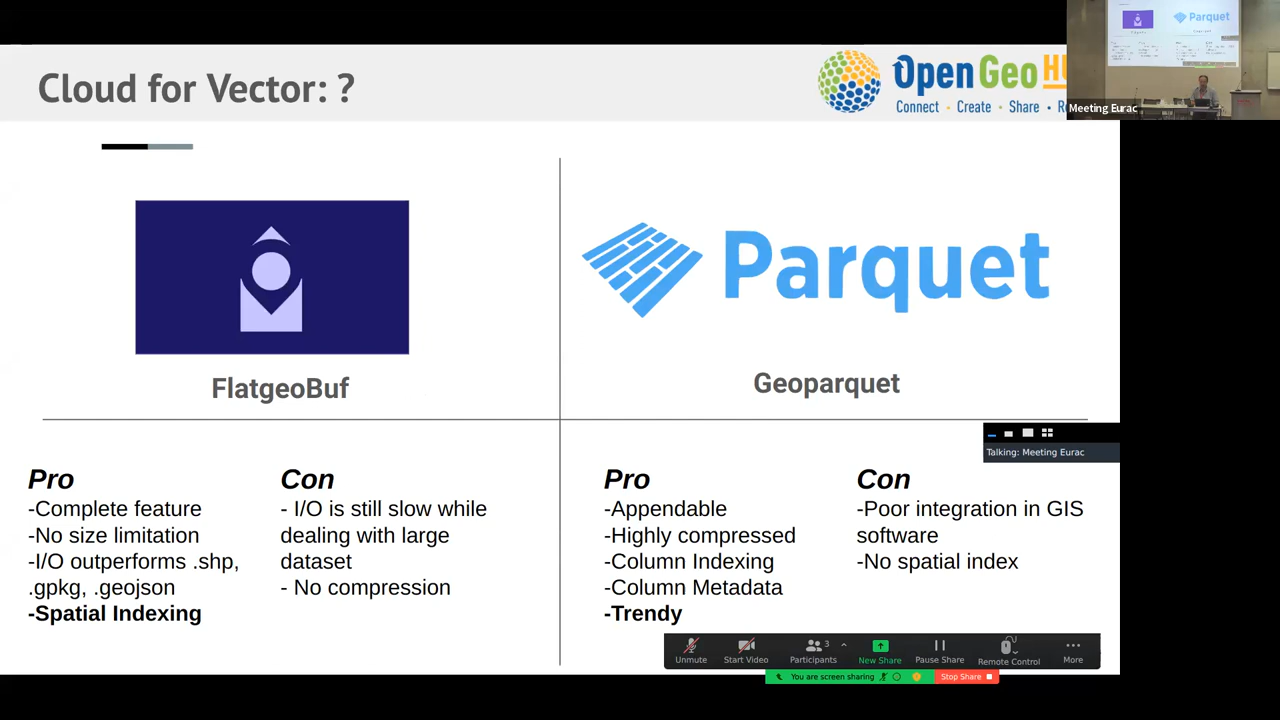 Cloud for Vector: ?
OpenGeoHU
Connect · Create · Share · R
Parquet
Meeting Eurac
Parquet
FlatgeoBuf
Geoparquet
Talking: Meeting Eurac
Pro
-Complete feature
-No size limitation
-I/O outperforms .shp,
.gpkg, .geojson
-Spatial Indexing
Con
- I/O is still slow while
dealing with large
dataset
- No compression
Pro
-Appendable
-Highly compressed
-Column Indexing
-Column Metadata
-Trendy
Con
-Poor integration in GIS
software
-No spatial index
3
Unmute
Start Video
Participants
New Share
Pause Share
Remote Control
More
You are screen sharing
Stop Share